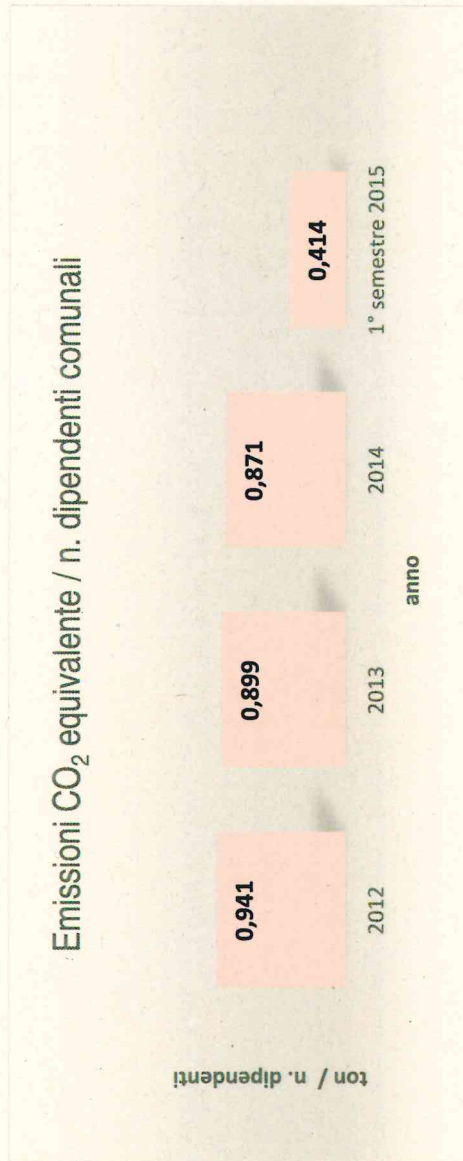 Emissioni CO₂ equivalente / n. dipendenti comunali
ton / n. dipendenti
0,941
0,899
0,871
0,414
2012
2013
2014
1° semestre 2015
anno